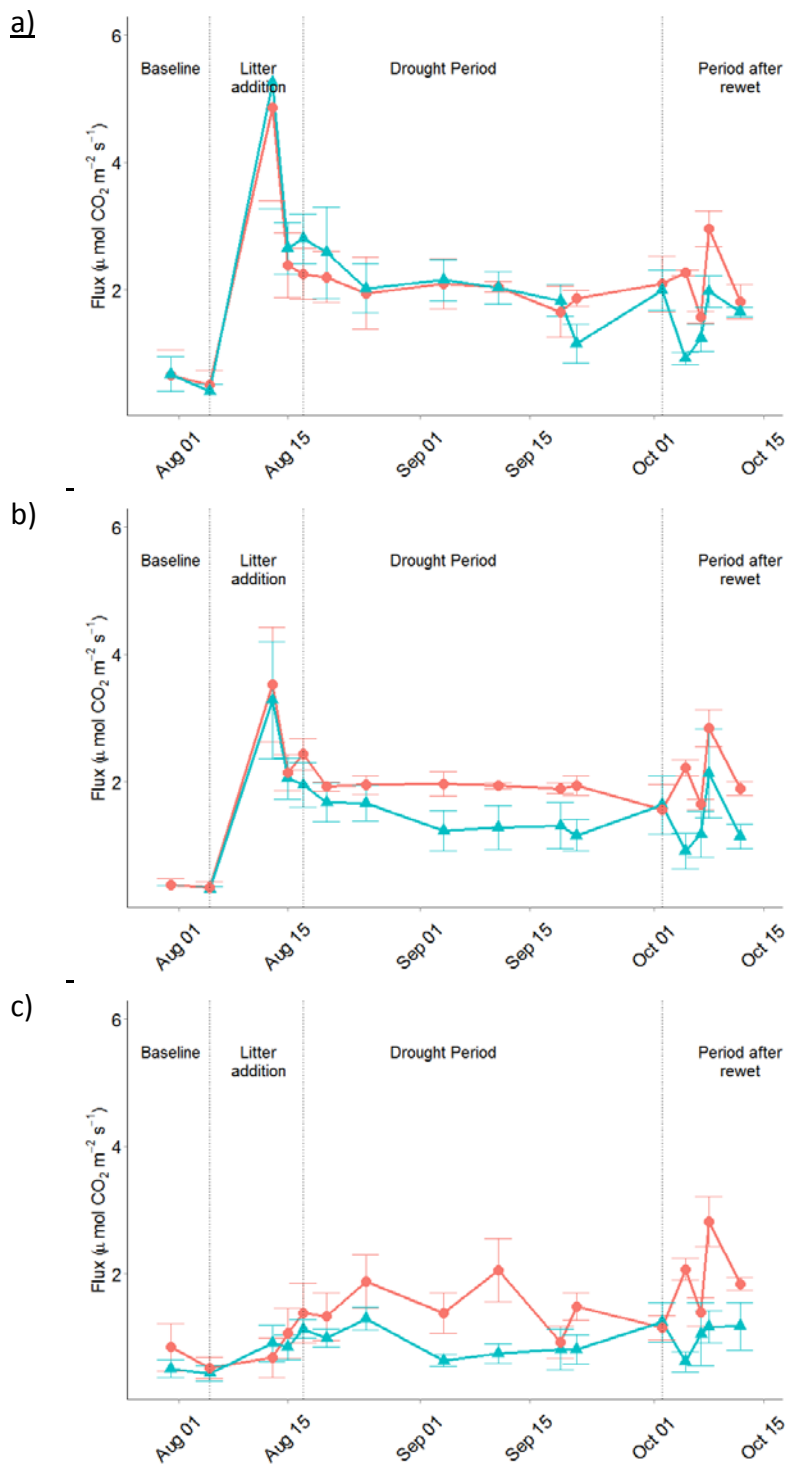 a)
6
Baseline
Litter
addition
Drought Period
Period after
rewet
4
2
Flux (μ mol CO₂ m⁻² s⁻¹)
Aug 01
Aug 15
Sep 01
Sep 15
Oct 01
Oct 15
b)
6
Baseline
Litter
addition
Drought Period
Period after
rewet
4
2
Flux (μ mol CO₂ m⁻² s⁻¹)
Aug 01
Aug 15
Sep 01
Sep 15
Oct 01
Oct 15
c)
6
Baseline
Litter
addition
Drought Period
Period after
rewet
4
2
Flux (μ mol CO₂ m⁻² s⁻¹)
Aug 01
Aug 15
Sep 01
Sep 15
Oct 01
Oct 15